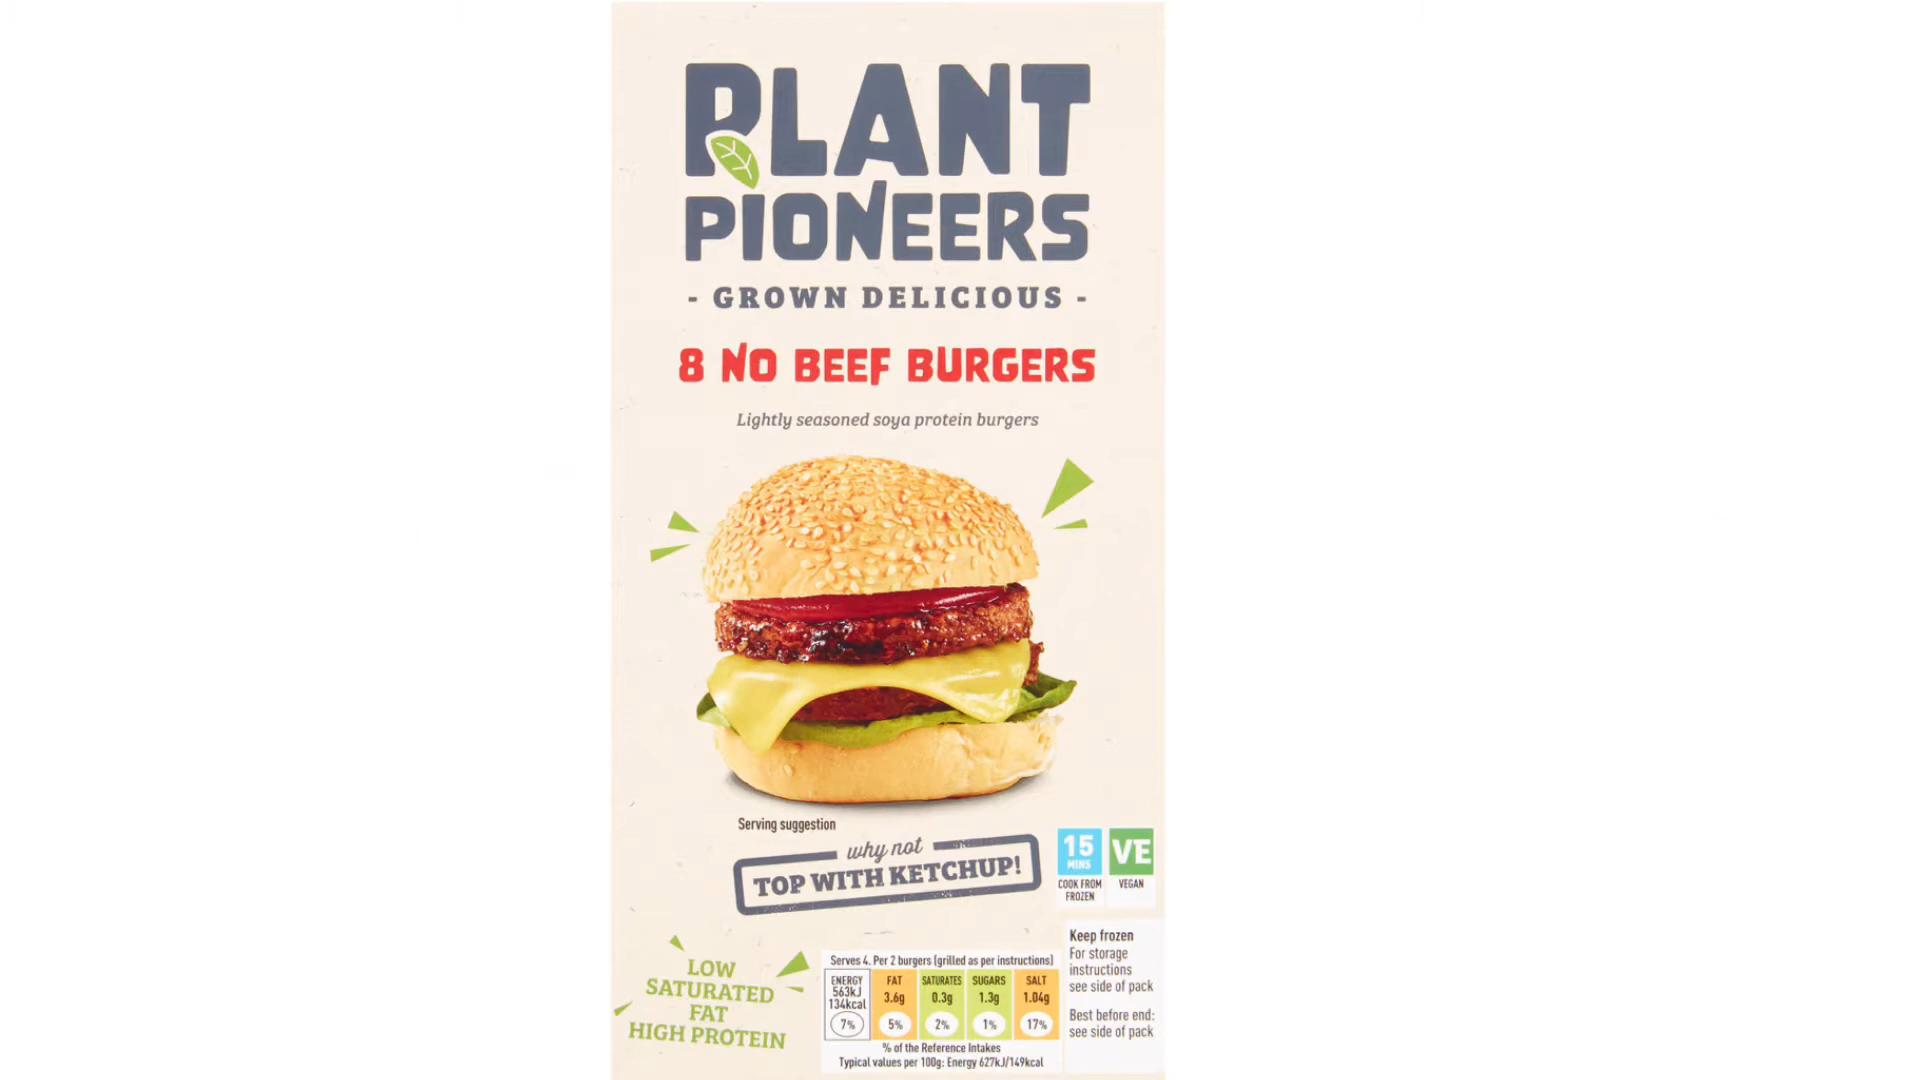 PLANT
PIONEERS
- GROWN DELICIOUS -
8 NO BEEF BURGERS
Lightly seasoned soya protein burgers
Serving suggestion
why not
TOP WITH KETCHUP!
15
MINS
COOK FROM
FROZEN
VE
VEGAN
LOW
SATURATED
FAT
HIGH PROTEIN
Serves 4. Per 2 burgers (grilled as per instructions)
ENERGY
563kJ
134kcal
7%
FAT
3.6g
5%
SATURATES
0.3g
2%
SUGARS
1.3g
1%
SALT
1.04g
17%
% of the Reference Intakes
Typical values per 100g: Energy 627kJ/149kcal
Keep frozen
For storage
instructions
see side of pack
Best before end:
see side of pack